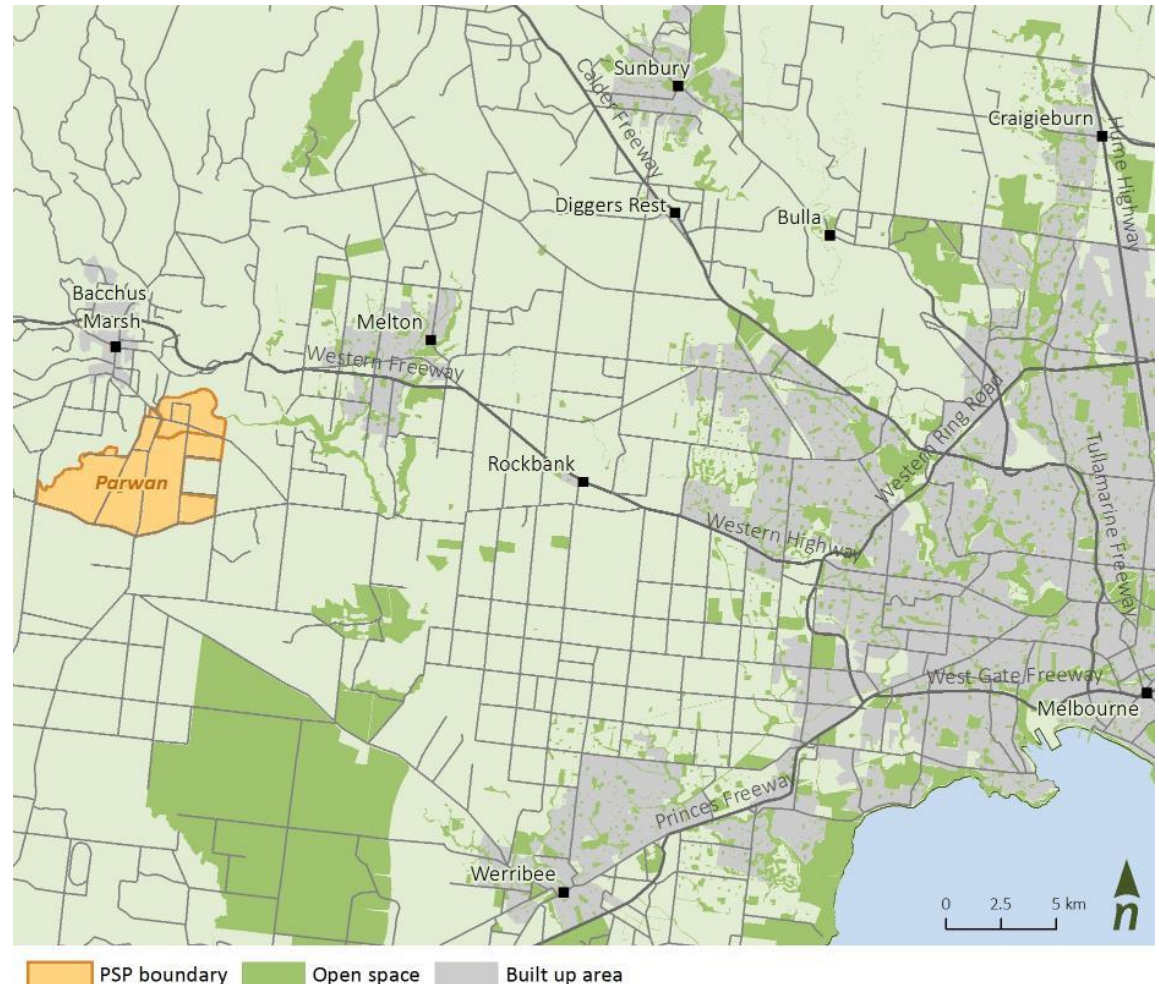 Sunbury
Calder Freeway
Craigieburn
Hume Highway
Diggers Rest
Bulla
Bacchus
Marsh
Melton
Western Freeway
Western Ring Road
Rockbank
Parwan
Western Highway
Tullamarine Freeway
West Gate Freeway
Melbourne
Princes Freeway
Werribee
0 2.5 5 km
n
PSP boundary Open space Built up area